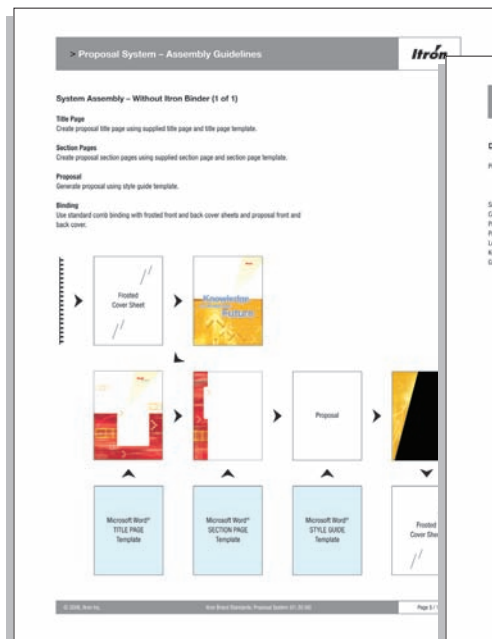 > Proposal System – Assembly Guidelines
Itron
System Assembly – Without Itron Binder (1 of 1)
Title Page
Create proposal title page using supplied title page and title page template.
Section Pages
Create proposal section pages using supplied section page and section page template.
Proposal
Generate proposal using style guide template.
Binding
Use standard comb binding with frosted front and back cover sheets and proposal front and
back cover.
Frosted
Cover Sheet
Knowledge
Future
Proposal
Microsoft Word®
TITLE PAGE
Template
Microsoft Word®
SECTION PAGE
Template
Microsoft Word®
STYLE GUIDE
Template
Frosted
Cover She
Itron Brand Standards: Proposal System